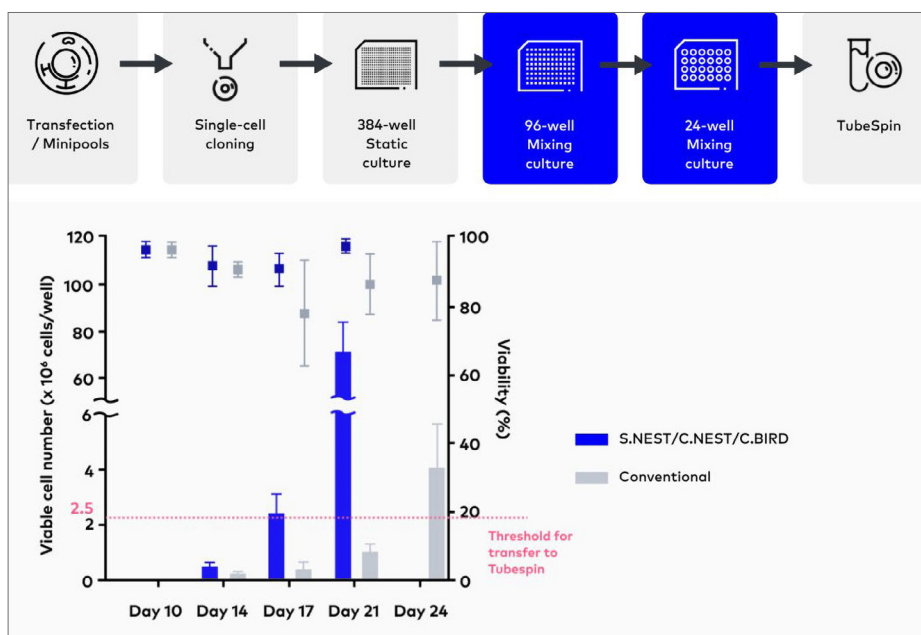 Transfection
/ Minipools
Single-cell
cloning
384-well
Static
culture
96-well
Mixing
culture
24-well
Mixing
culture
TubeSpin
Viable cell number (x 10⁶ cells/well)
120
100
80
60
6
4
2.5
2
0
100
80
60
40
20
0
Viability (%)
Day 10
Day 14
Day 17
Day 21
Day 24
S.NEST/C.NEST/C.BIRD
Conventional
Threshold for
transfer to
Tubespin